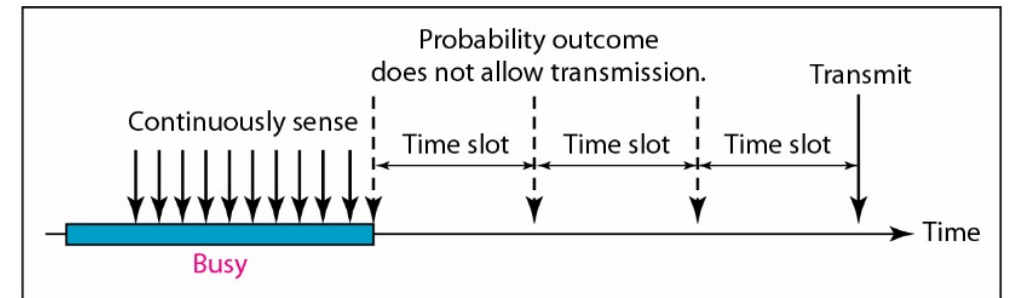 Probability outcome
does not allow transmission.
Transmit
Continuously sense
Time slot
Time slot
Time slot
Time
Busy